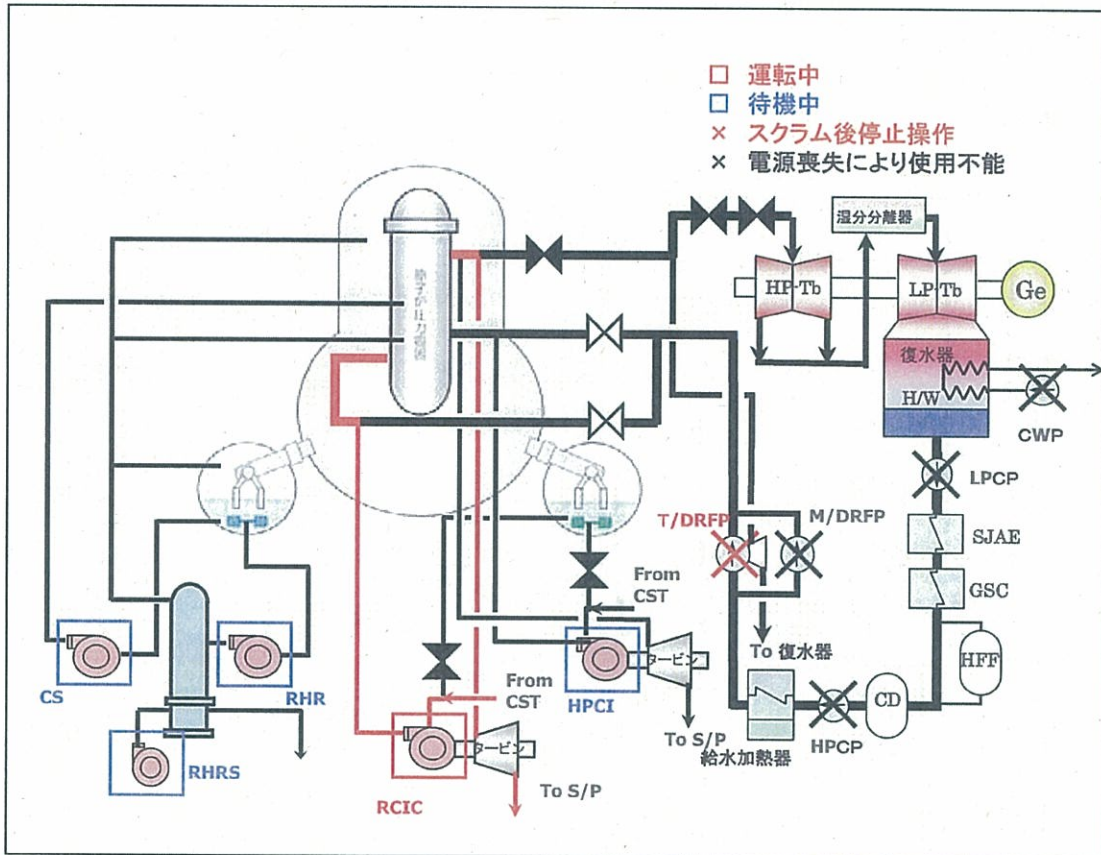 □ 運転中
□ 待機中
× スクラム後停止操作
× 電源喪失により使用不能
湿分分離器
HP-Tb
LP-Tb
Ge
原子炉圧力容器
復水器
H/W
CWP
LPCP
T/DRFP
M/DRFP
SJAE
From
CST
GSC
To 復水器
HFF
タービン
From
CST
CD
CS
RHR
HPCI
HPCP
To S/P
給水加熱器
タービン
RHRS
To S/P
RCIC